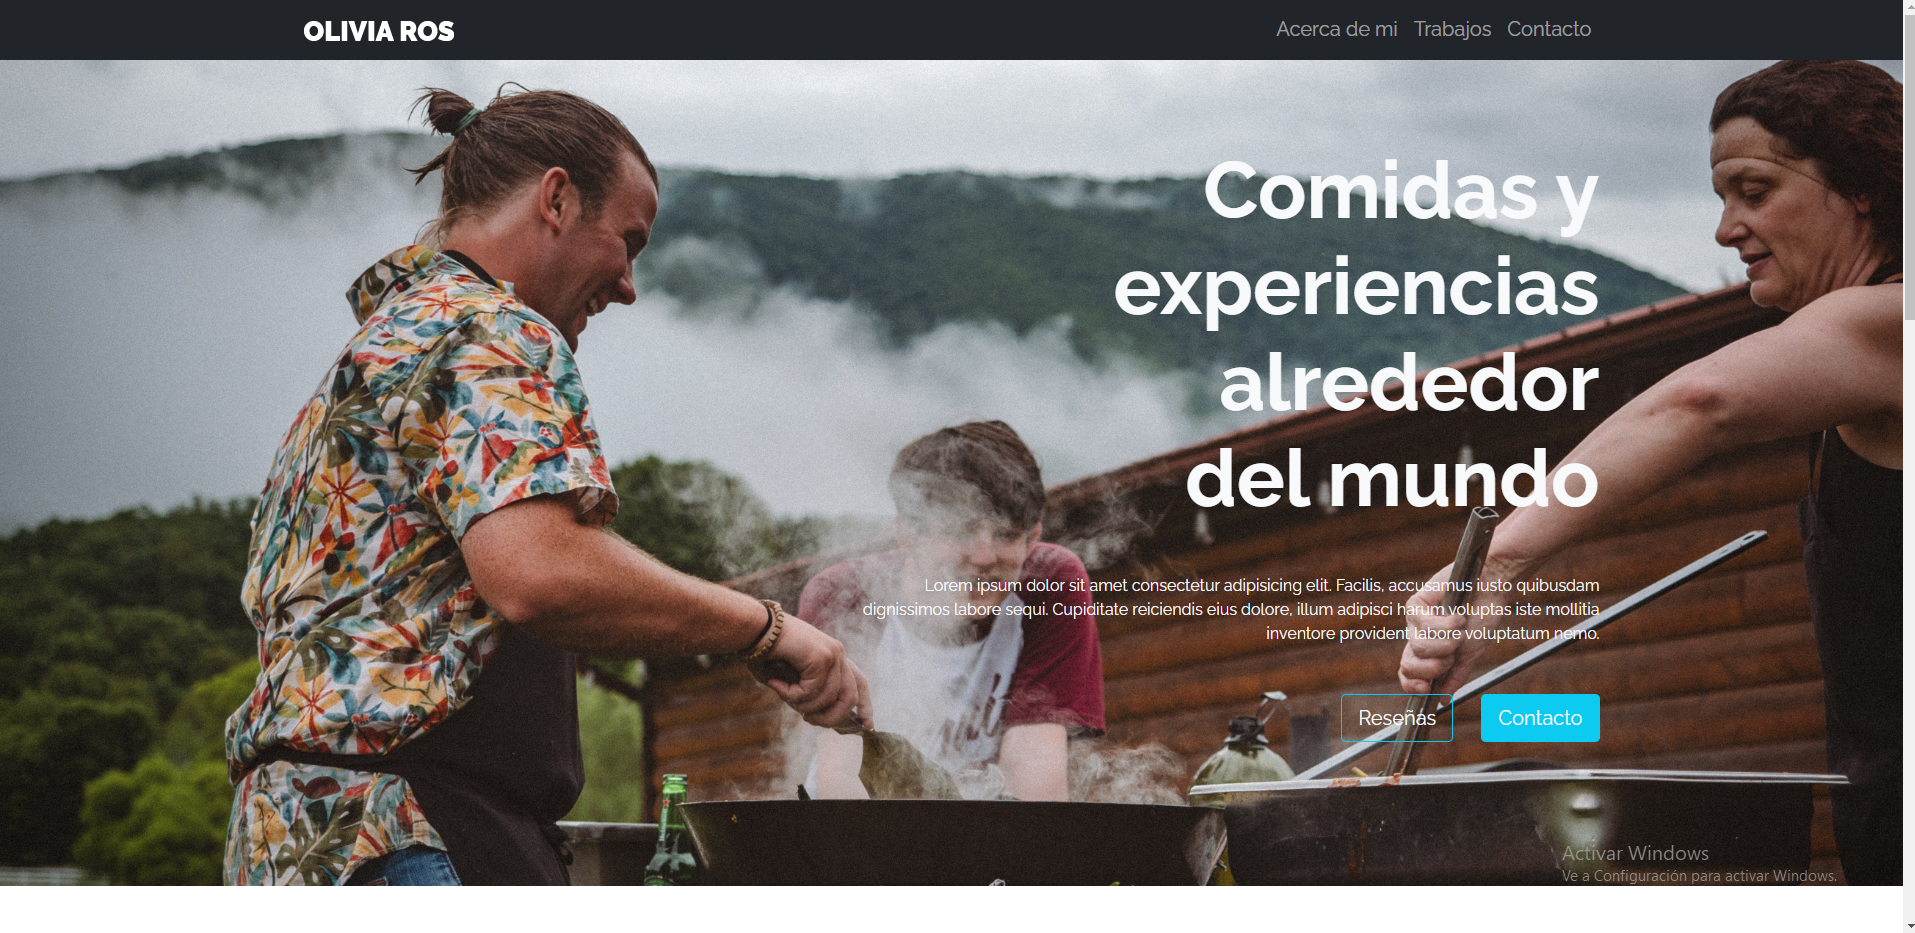 OLIVIA ROS
Acerca de mi Trabajos Contacto
Comidas y
experiencias
alrededor
del mundo
Lorem ipsum dolor sit amet consectetur adipisicing elit. Facilis, accusamus iusto quibusdam
dignissimos labore sequi. Cupiditate reiciendis eius dolore, illum adipisci harum voluptas iste mollitia
inventore provident labore voluptatum nemo.
Reseñas Contacto
Activar Windows
Ve a Configuración para activar Windows.